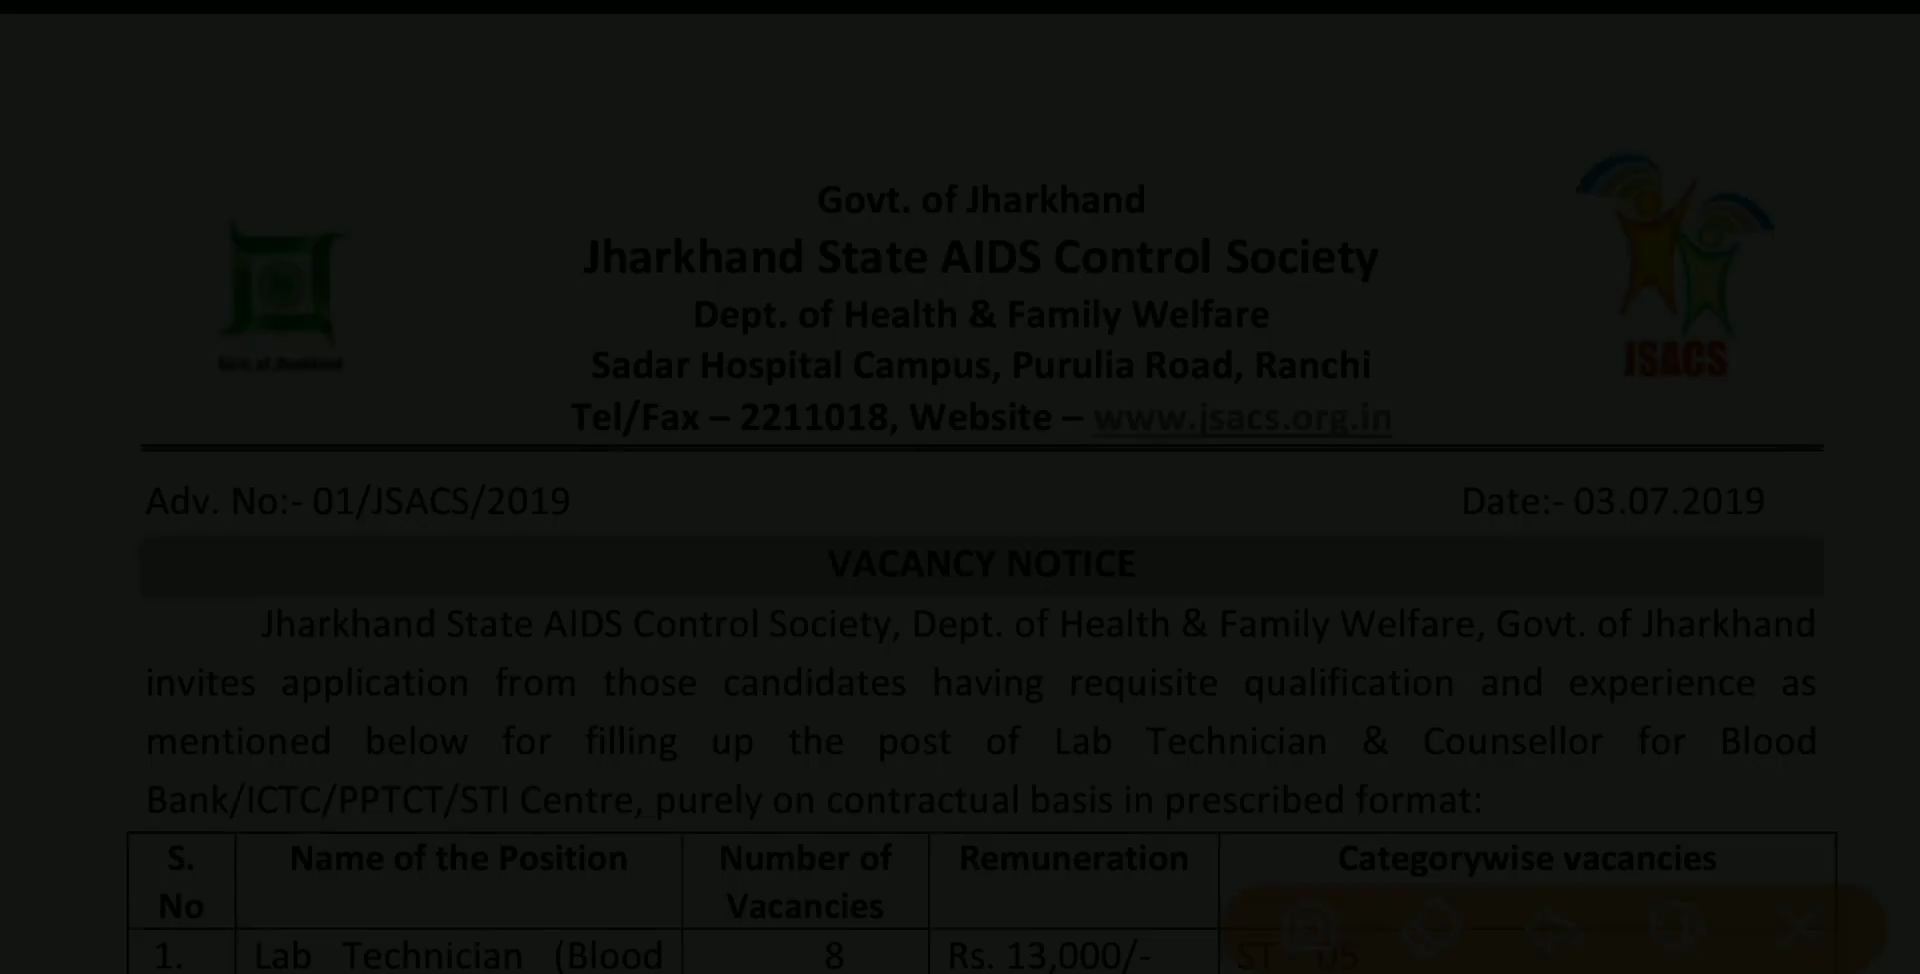 Govt. of Jharkhand
Jharkhand State AIDS Control Society
Dept. of Health & Family Welfare
Sadar Hospital Campus, Purulia Road, Ranchi
Tel/Fax – 2211018, Website – www.jsacs.org.in
Govt. of Jharkhand
JSACS
Adv. No:- 01/JSACS/2019 Date:- 03.07.2019
VACANCY NOTICE
Jharkhand State AIDS Control Society, Dept. of Health & Family Welfare, Govt. of Jharkhand
invites application from those candidates having requisite qualification and experience as
mentioned below for filling up the post of Lab Technician & Counsellor for Blood
Bank/ICTC/PPTCT/STI Centre, purely on contractual basis in prescribed format:
S. No Name of the Position Number of Vacancies Remuneration Categorywise vacancies
1. Lab Technician (Blood 8 Rs. 13,000/- ST - 05